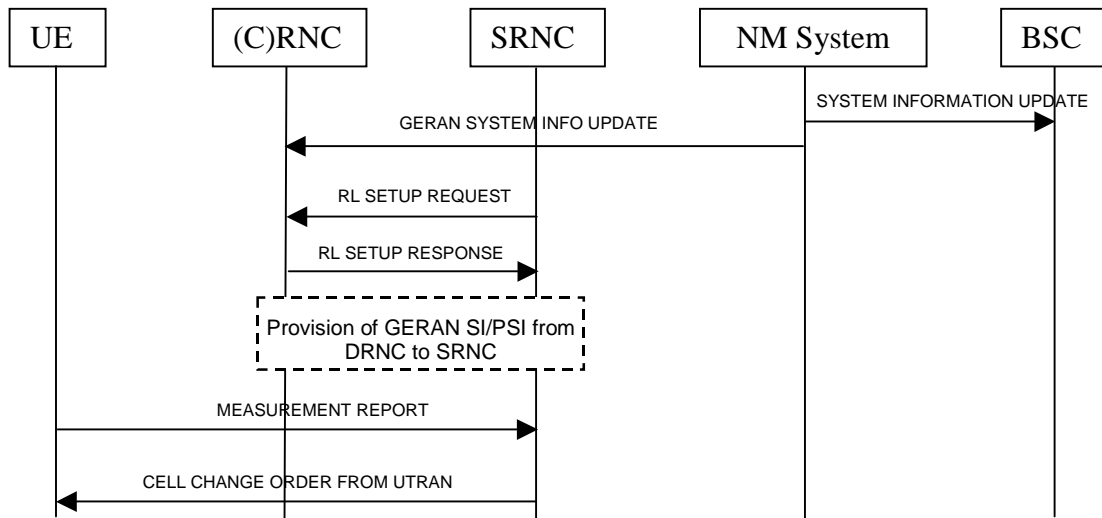 UE
(C)RNC
SRNC
NM System
BSC
SYSTEM INFORMATION UPDATE
GERAN SYSTEM INFO UPDATE
RL SETUP REQUEST
RL SETUP RESPONSE
Provision of GERAN SI/PSI from
DRNC to SRNC
MEASUREMENT REPORT
CELL CHANGE ORDER FROM UTRAN